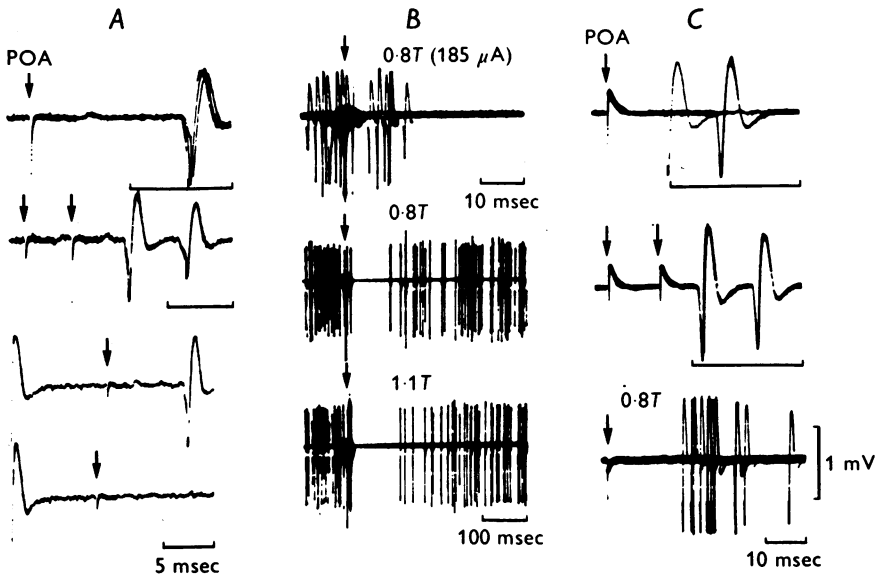 A
B
C
POA
0·8T (185 μA)
10 msec
0·8T
1·1T
100 msec
5 msec
POA
0·8T
1 mV
10 msec